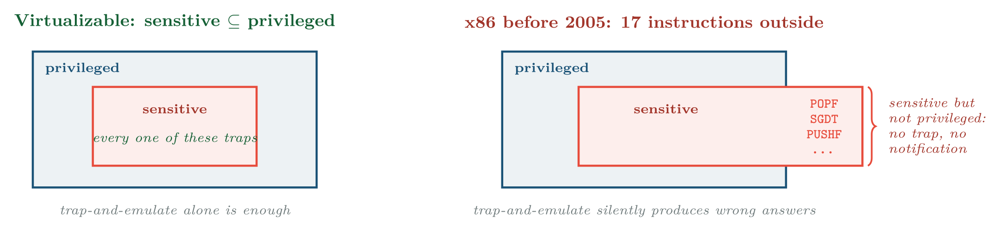 Virtualizable: sensitive ⊆ privileged
privileged
sensitive
every one of these traps
trap-and-emulate alone is enough
x86 before 2005: 17 instructions outside
privileged
sensitive
POPF
SGDT
PUSHF
...
sensitive but
not privileged:
no trap, no
notification
trap-and-emulate silently produces wrong answers